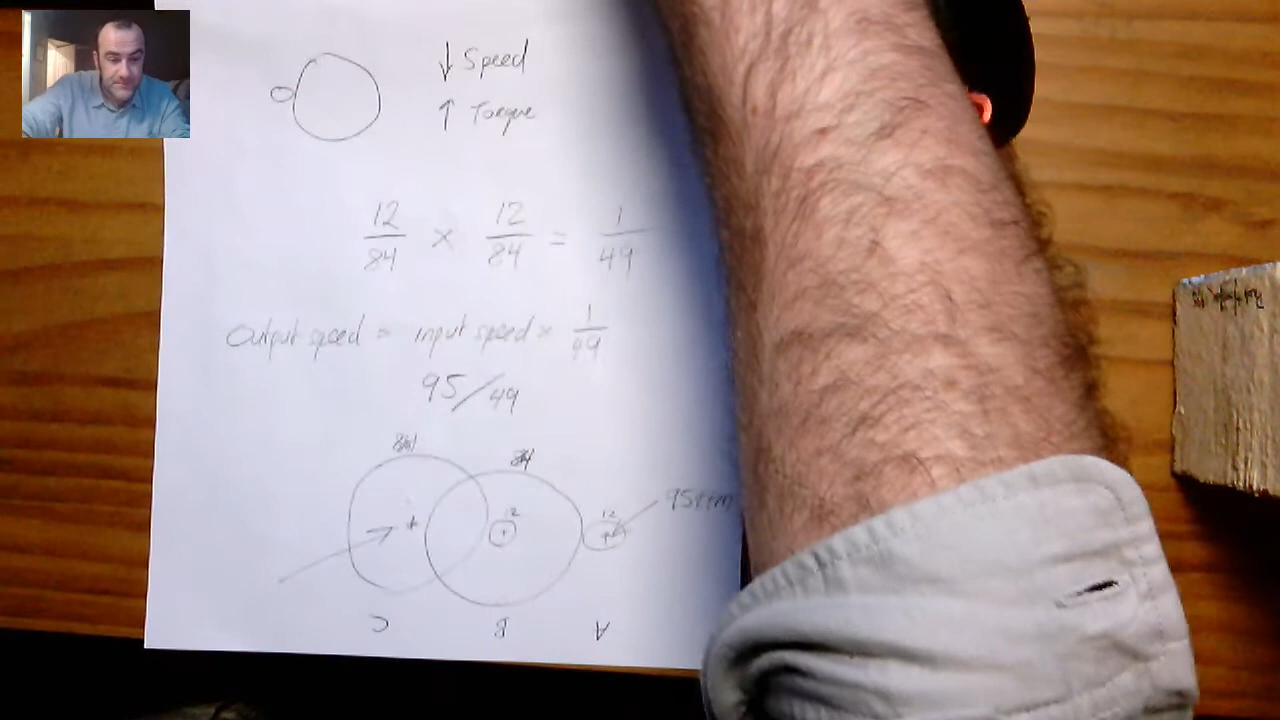 ↓ Speed
↑ Torque
12/84 × 12/84 = 1/49
Output speed = input speed × 1/49
95/49
84 84
12 12 95rpm
C B A